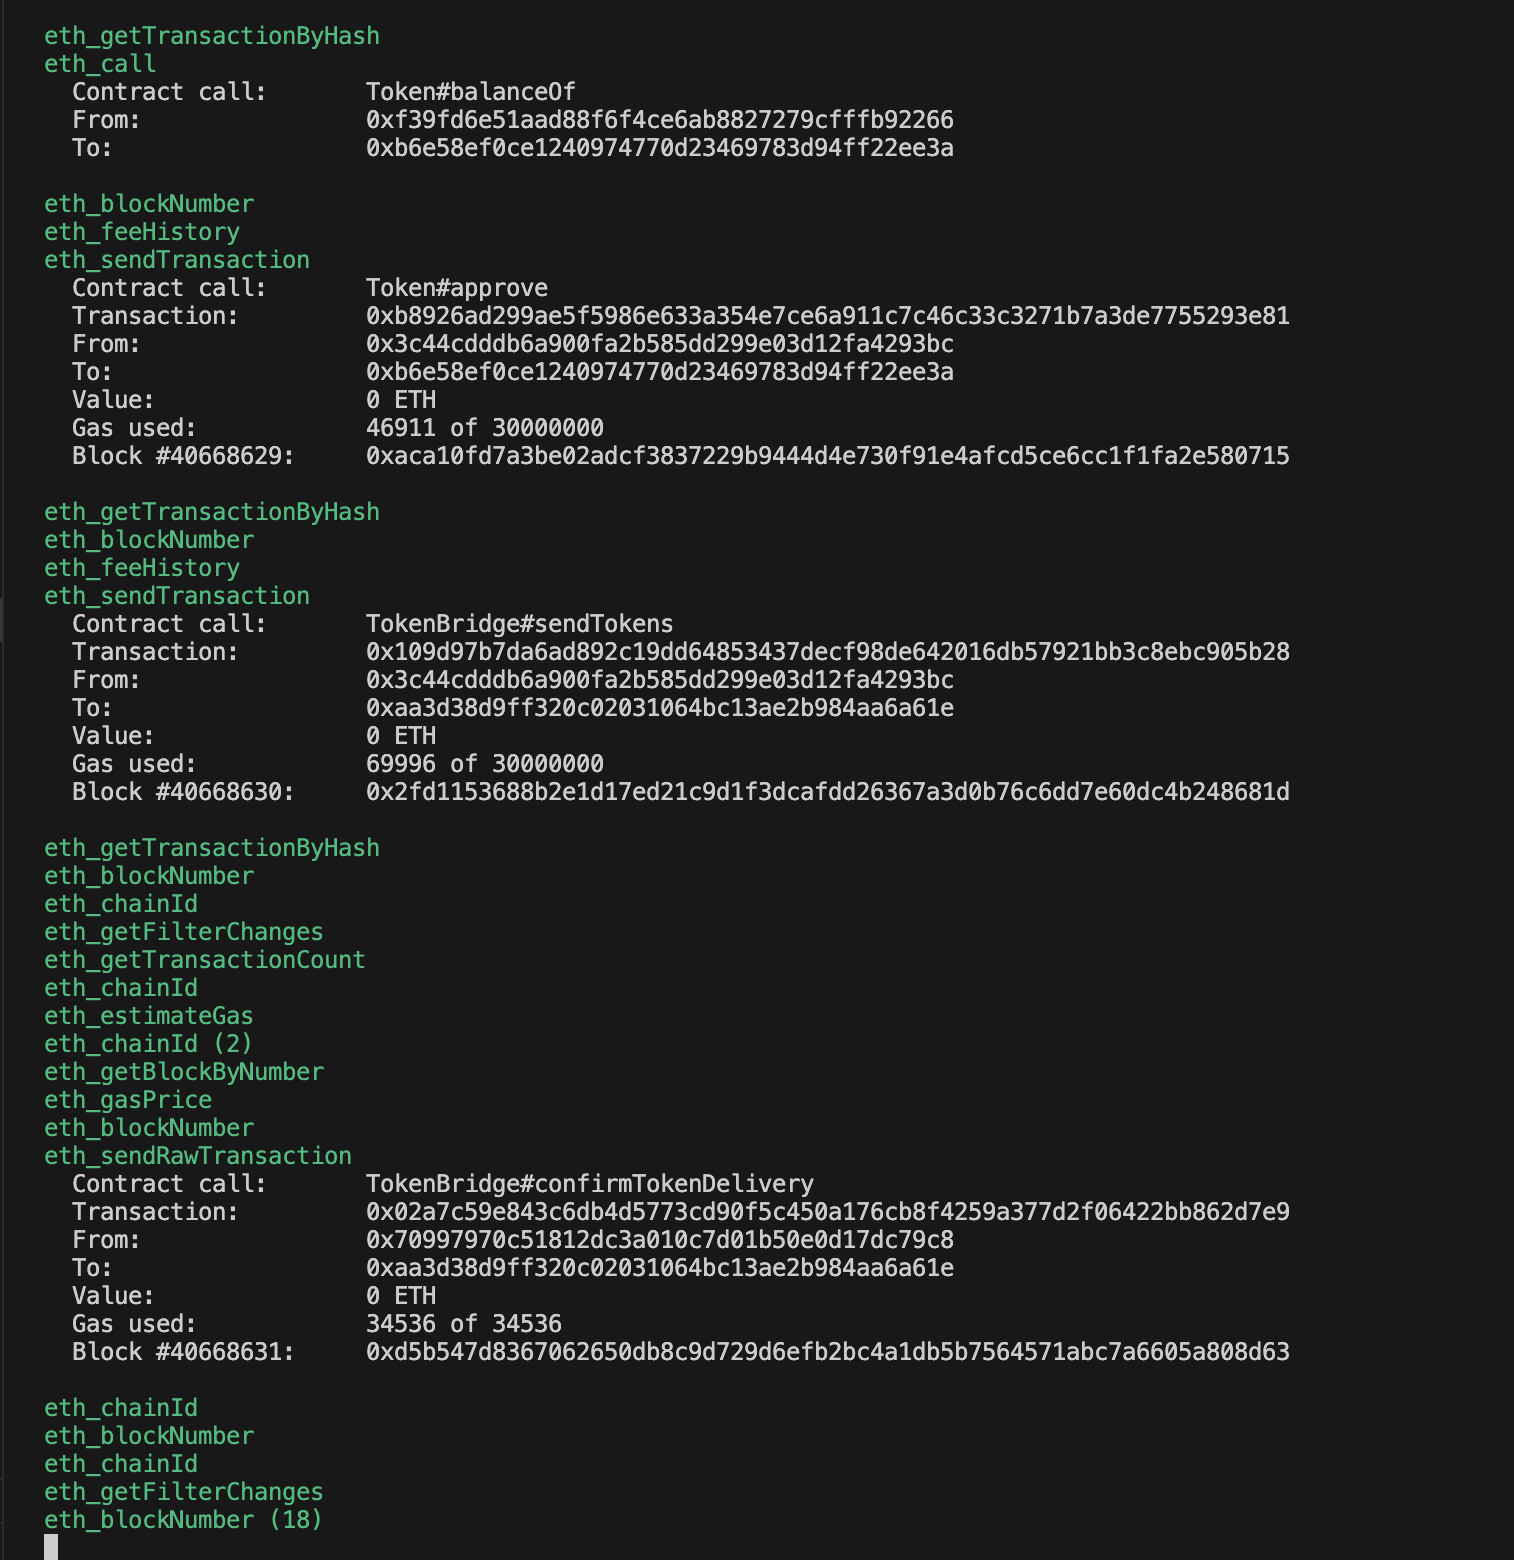 eth_getTransactionByHash
eth_call
Contract call: Token#balanceOf
From: 0xf39fd6e51aad88f6f4ce6ab8827279cfffb92266
To: 0xb6e58ef0ce1240974770d23469783d94ff22ee3a
eth_blockNumber
eth_feeHistory
eth_sendTransaction
Contract call: Token#approve
Transaction: 0xb8926ad299ae5f5986e633a354e7ce6a911c7c46c33c3271b7a3de7755293e81
From: 0x3c44cdddb6a900fa2b585dd299e03d12fa4293bc
To: 0xb6e58ef0ce1240974770d23469783d94ff22ee3a
Value: 0 ETH
Gas used: 46911 of 30000000
Block #40668629: 0xaca10fd7a3be02adcf3837229b9444d4e730f91e4afcd5ce6cc1f1fa2e580715
eth_getTransactionByHash
eth_blockNumber
eth_feeHistory
eth_sendTransaction
Contract call: TokenBridge#sendTokens
Transaction: 0x109d97b7da6ad892c19dd64853437decf98de642016db57921bb3c8ebc905b28
From: 0x3c44cdddb6a900fa2b585dd299e03d12fa4293bc
To: 0xaa3d38d9ff320c02031064bc13ae2b984aa6a61e
Value: 0 ETH
Gas used: 69996 of 30000000
Block #40668630: 0x2fd1153688b2e1d17ed21c9d1f3dcafdd26367a3d0b76c6dd7e60dc4b248681d
eth_getTransactionByHash
eth_blockNumber
eth_chainId
eth_getFilterChanges
eth_getTransactionCount
eth_chainId
eth_estimateGas
eth_chainId (2)
eth_getBlockByNumber
eth_gasPrice
eth_blockNumber
eth_sendRawTransaction
Contract call: TokenBridge#confirmTokenDelivery
Transaction: 0x02a7c59e843c6db4d5773cd90f5c450a176cb8f4259a377d2f06422bb862d7e9
From: 0x70997970c51812dc3a010c7d01b50e0d17dc79c8
To: 0xaa3d38d9ff320c02031064bc13ae2b984aa6a61e
Value: 0 ETH
Gas used: 34536 of 34536
Block #40668631: 0xd5b547d8367062650db8c9d729d6efb2bc4a1db5b7564571abc7a6605a808d63
eth_chainId
eth_blockNumber
eth_chainId
eth_getFilterChanges
eth_blockNumber (18)